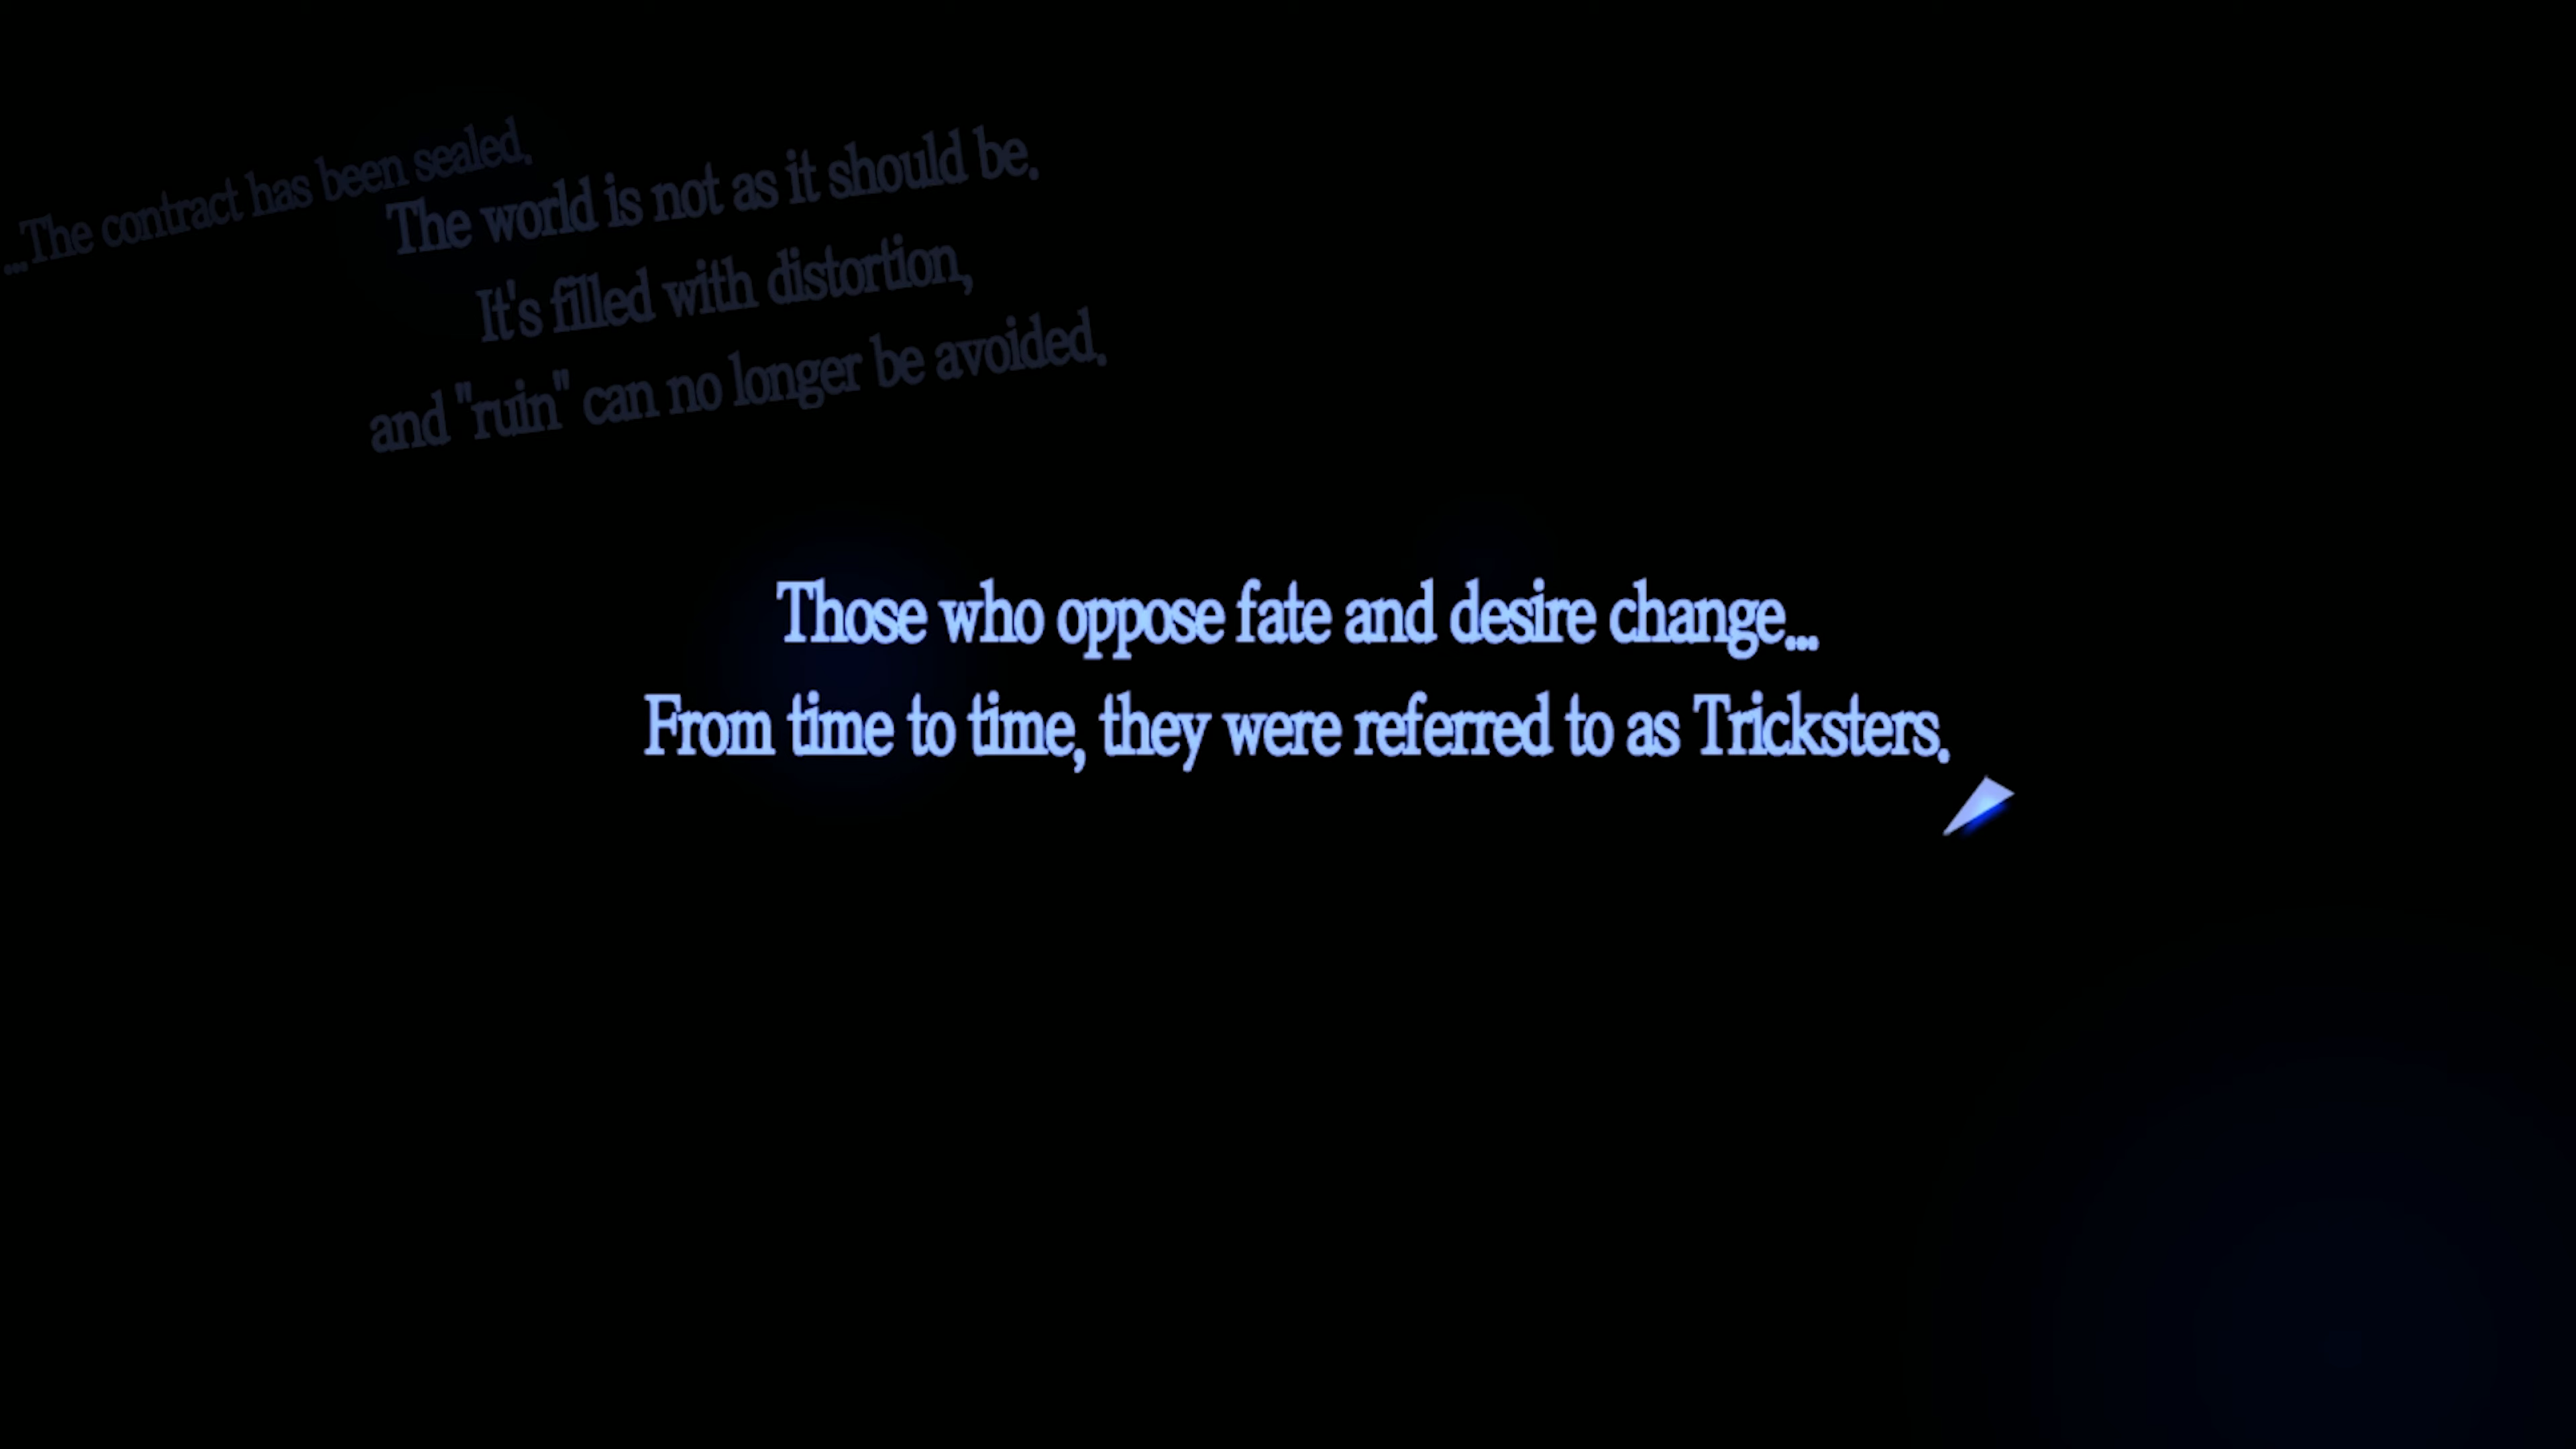 ...The contract has been sealed.
The world is not as it should be.
It's filled with distortion,
and "ruin" can no longer be avoided.
Those who oppose fate and desire change...
From time to time, they were referred to as Tricksters.